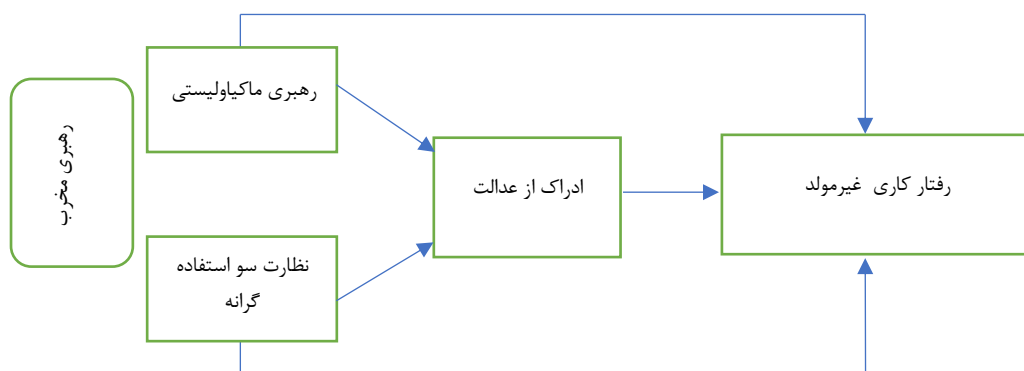 رهبری مخرب
رهبری ماکیاولیستی
نظارت سو استفاده
گرانه
ادراک از عدالت
رفتار کاری غیرمولد